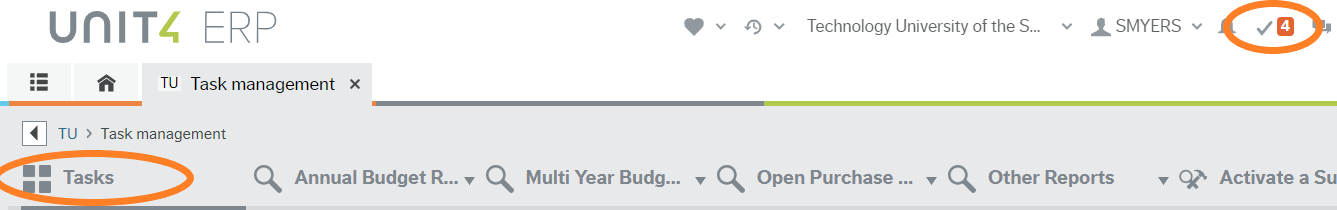 UNIT4 ERP
Technology University of the S... SMYERS 4
TU Task management ×
TU > Task management
Tasks Annual Budget R... Multi Year Budg... Open Purchase ... Other Reports Activate a Su